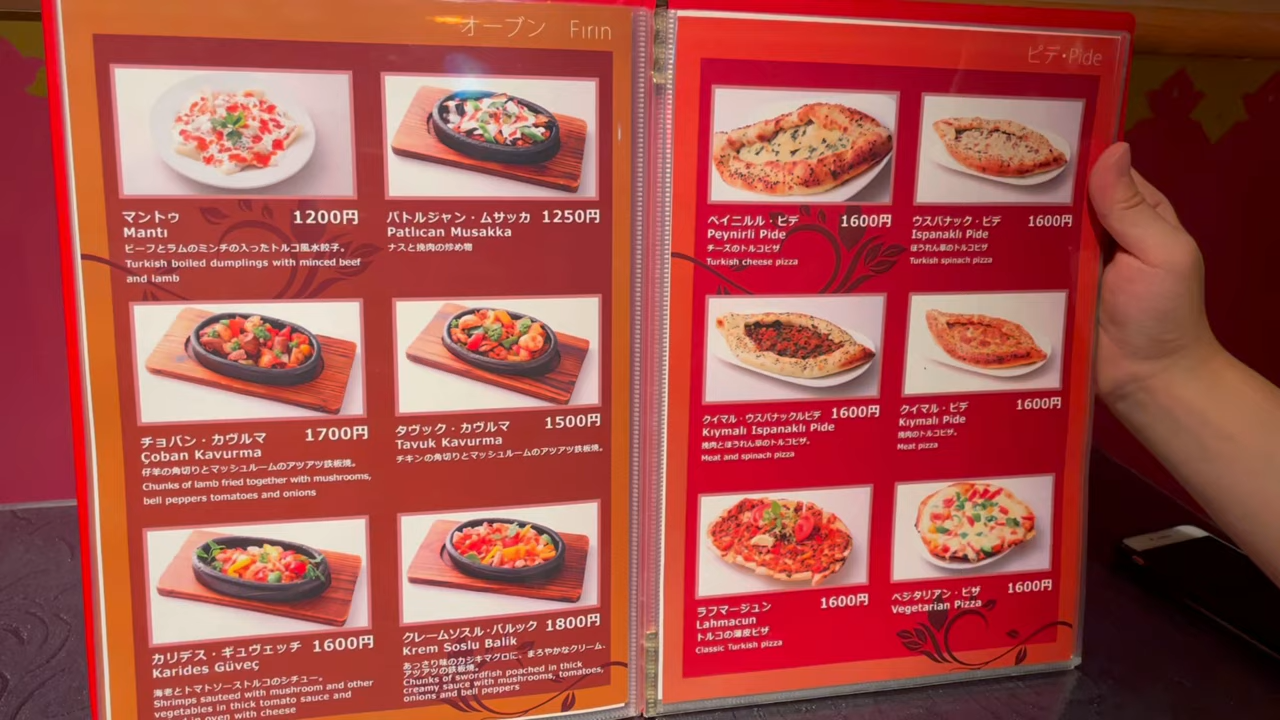 オーブン Fırın
マントゥ 1200円
Mantı
ビーフとラムのミンチの入ったトルコ風水餃子。
Turkish boiled dumplings with minced beef
and lamb
パトルジャン・ムサッカ 1250円
Patlıcan Musakka
ナスと挽肉の炒め物
チョバン・カヴルマ 1700円
Çoban Kavurma
仔羊の角切りとマッシュルームのアツアツ鉄板焼。
Chunks of lamb fried together with mushrooms,
bell peppers tomatoes and onions
タヴック・カヴルマ 1500円
Tavuk Kavurma
チキンの角切りとマッシュルームのアツアツ鉄板焼。
カリデス・ギュヴェッチ 1600円
Karides Güveç
海老とトマトソーストルコのシチュー。
Shrimps sauteed with mushroom and other
vegetables in thick tomato sauce and
in oven with cheese
クレームソスル・バルック 1800円
Krem Soslu Balik
あっさり味のカジキマグロに、まろやかなクリーム。
アツアツの鉄板焼。
Chunks of swordfish poached in thick
creamy sauce with mushrooms, tomatoes,
onions and bell peppers
ピデ・Pide
ペイニルル・ピデ 1600円
Peynirli Pide
チーズのトルコピザ
Turkish cheese pizza
ウスパナック・ピデ 1600円
Ispanaklı Pide
ほうれん草のトルコピザ
Turkish spinach pizza
クイマル・ウスパナックルピデ 1600円
Kıymalı Ispanaklı Pide
挽肉とほうれん草のトルコピザ。
Meat and spinach pizza
クイマル・ピデ 1600円
Kıymalı Pide
挽肉のトルコピザ。
Meat pizza
ラフマージュン 1600円
Lahmacun
トルコの薄皮ピザ
Classic Turkish pizza
ベジタリアン・ピザ 1600円
Vegetarian Pizza